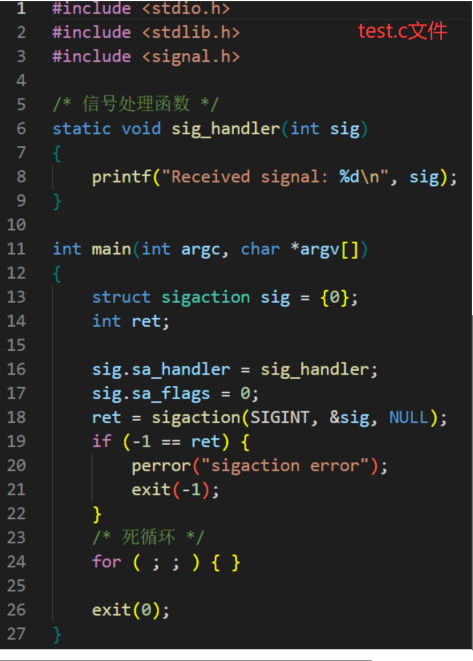 1 #include <stdio.h>
2 #include <stdlib.h> test.c文件
3 #include <signal.h>
4
5 /* 信号处理函数 */
6 static void sig_handler(int sig)
7 {
8     printf("Received signal: %d\n", sig);
9 }
10
11 int main(int argc, char *argv[])
12 {
13     struct sigaction sig = {0};
14     int ret;
15
16     sig.sa_handler = sig_handler;
17     sig.sa_flags = 0;
18     ret = sigaction(SIGINT, &sig, NULL);
19     if (-1 == ret) {
20         perror("sigaction error");
21         exit(-1);
22     }
23     /* 死循环 */
24     for ( ; ; ) { }
25
26     exit(0);
27 }